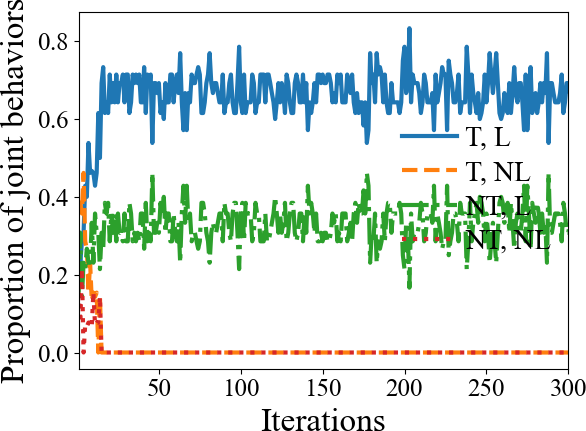 Proportion of joint behaviors
0.8
0.6
0.4
0.2
0.0
T, L
T, NL
NT, L
NT, NL
50
100
150
200
250
300
Iterations